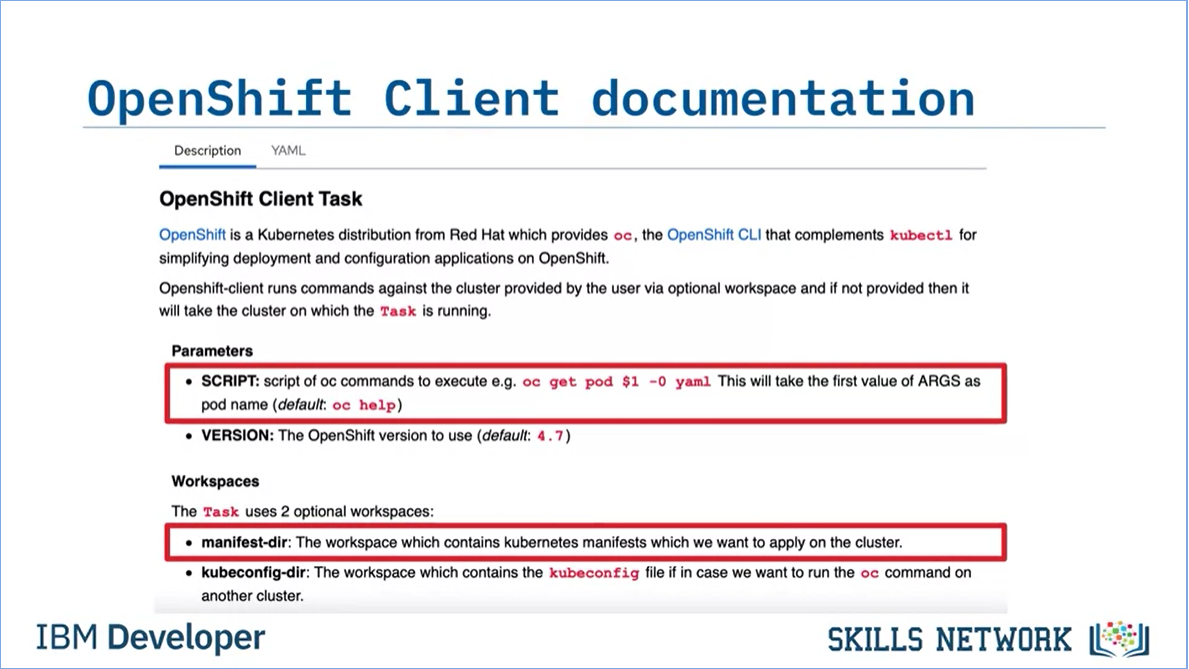 OpenShift Client documentation
Description YAML
OpenShift Client Task
OpenShift is a Kubernetes distribution from Red Hat which provides oc, the OpenShift CLI that complements kubectl for
simplifying deployment and configuration applications on OpenShift.
Openshift-client runs commands against the cluster provided by the user via optional workspace and if not provided then it
will take the cluster on which the Task is running.
Parameters
• SCRIPT: script of oc commands to execute e.g. oc get pod $1 -0 yaml This will take the first value of ARGS as
pod name (default: oc help)
• VERSION: The OpenShift version to use (default: 4.7)
Workspaces
The Task uses 2 optional workspaces:
• manifest-dir: The workspace which contains kubernetes manifests which we want to apply on the cluster.
• kubeconfig-dir: The workspace which contains the kubeconfig file if in case we want to run the oc command on
another cluster.
IBM Developer
SKILLS NETWORK